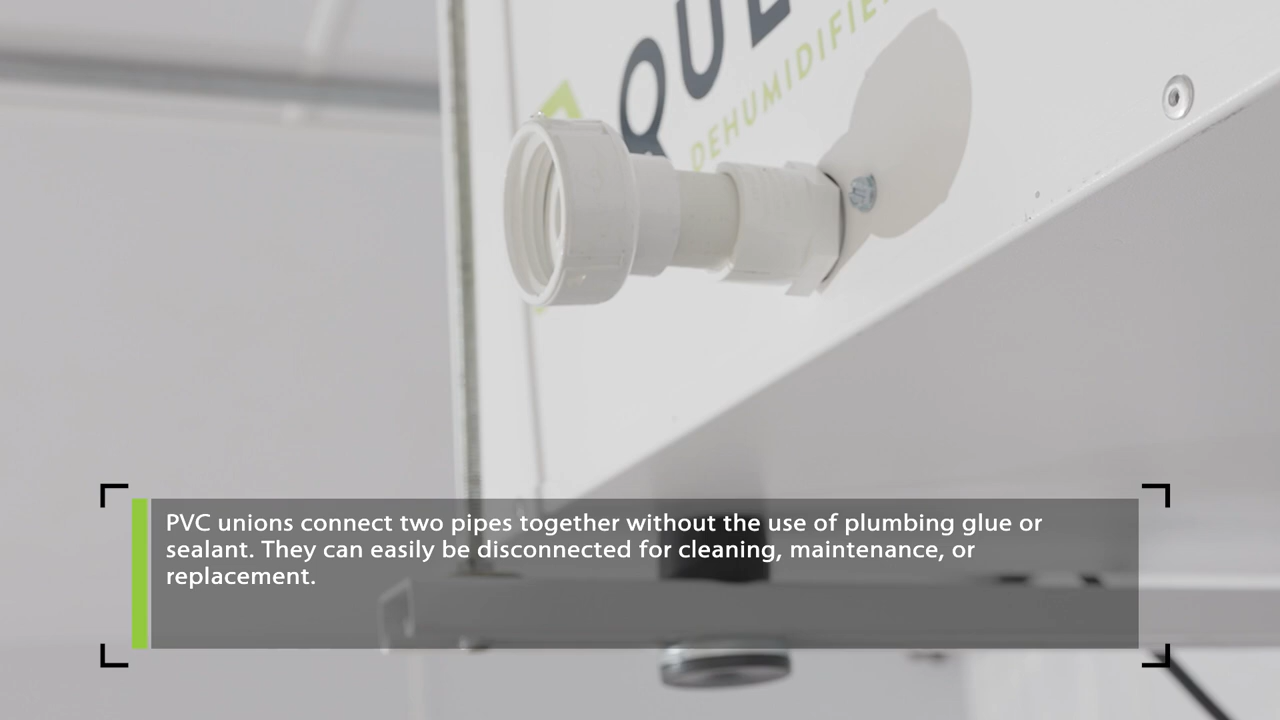 DEHUMIDIFIE
PVC unions connect two pipes together without the use of plumbing glue or
sealant. They can easily be disconnected for cleaning, maintenance, or
replacement.